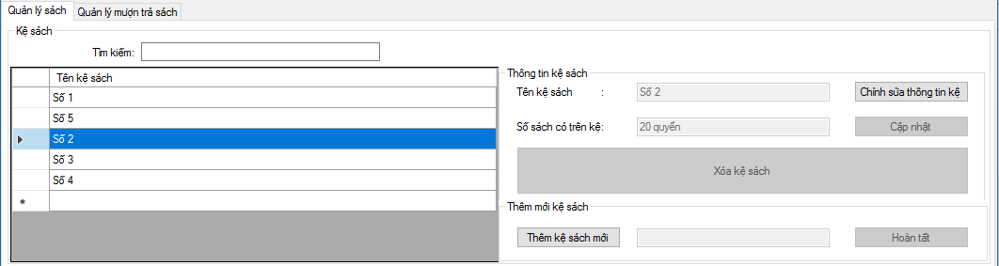 Quản lý sách
Quản lý mượn trả sách
Kệ sách
Tìm kiếm:
Tên kệ sách
Số 1
Số 5
Số 2
Số 3
Số 4
*
Thông tin kệ sách
Tên kệ sách : Số 2 Chỉnh sửa thông tin kệ
Số sách có trên kệ: 20 quyển Cập nhật
Xóa kệ sách
Thêm mới kệ sách
Thêm kệ sách mới Hoàn tất